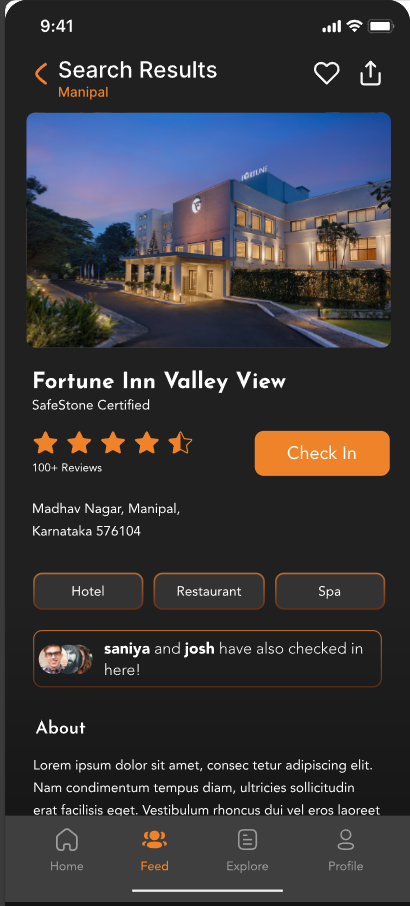 9:41
Search Results
Manipal
FORTUNE
Fortune Inn Valley View
SafeStone Certified
100+ Reviews
Check In
Madhav Nagar, Manipal,
Karnataka 576104
Hotel
Restaurant
Spa
saniya and josh have also checked in
here!
About
Lorem ipsum dolor sit amet, consec tetur adipiscing elit.
Nam condimentum tempus diam, ultricies sollicitudin
erat facilisis eget. Vestibulum rhoncus dui vel eros laoreet
Home
Feed
Explore
Profile